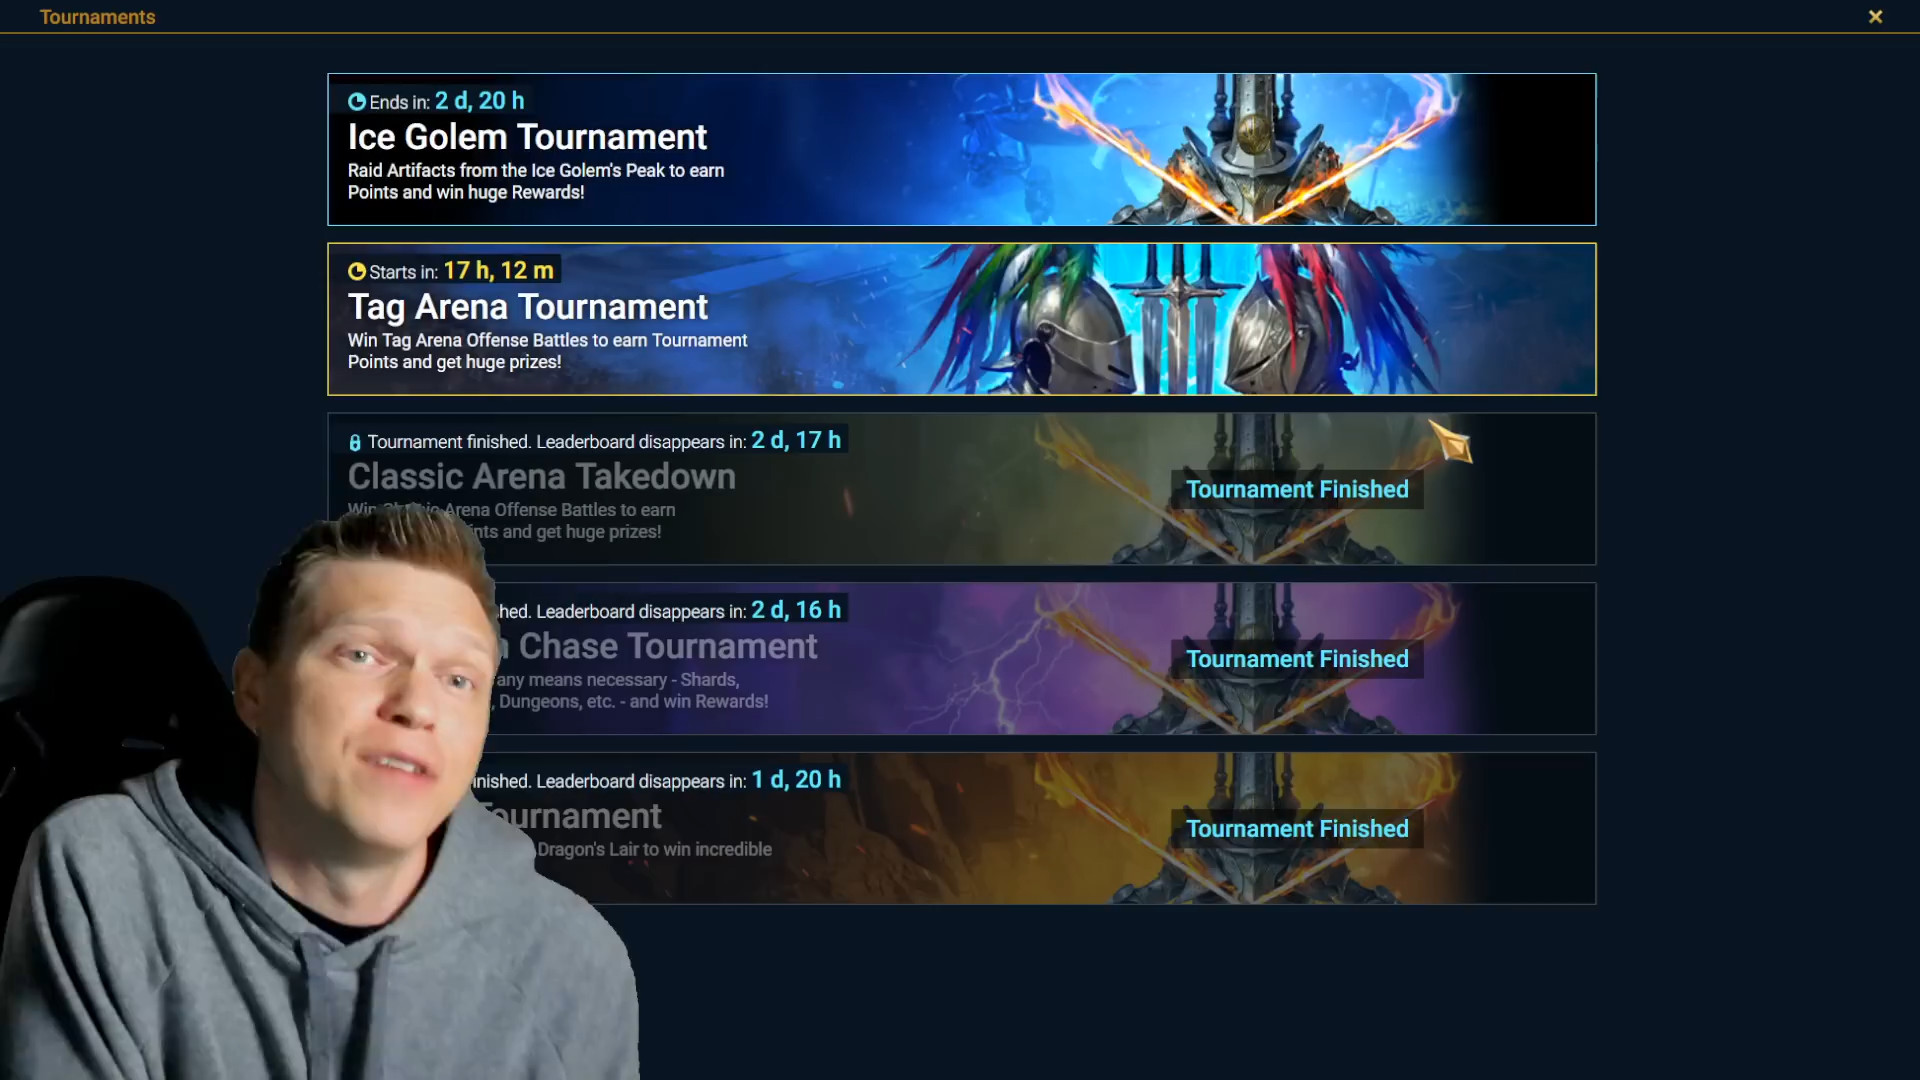 Tournaments
Ends in: 2 d, 20 h
Ice Golem Tournament
Raid Artifacts from the Ice Golem's Peak to earn
Points and win huge Rewards!
Starts in: 17 h, 12 m
Tag Arena Tournament
Win Tag Arena Offense Battles to earn Tournament
Points and get huge prizes!
Tournament finished. Leaderboard disappears in: 2 d, 17 h
Classic Arena Takedown
Tournament Finished
Win Classic Arena Offense Battles to earn
and get huge prizes!
Leaderboard disappears in: 2 d, 16 h
Chase Tournament
Tournament Finished
any means necessary - Shards,
Dungeons, etc. - and win Rewards!
Leaderboard disappears in: 1 d, 20 h
Tournament
Tournament Finished
Dragon's Lair to win incredible